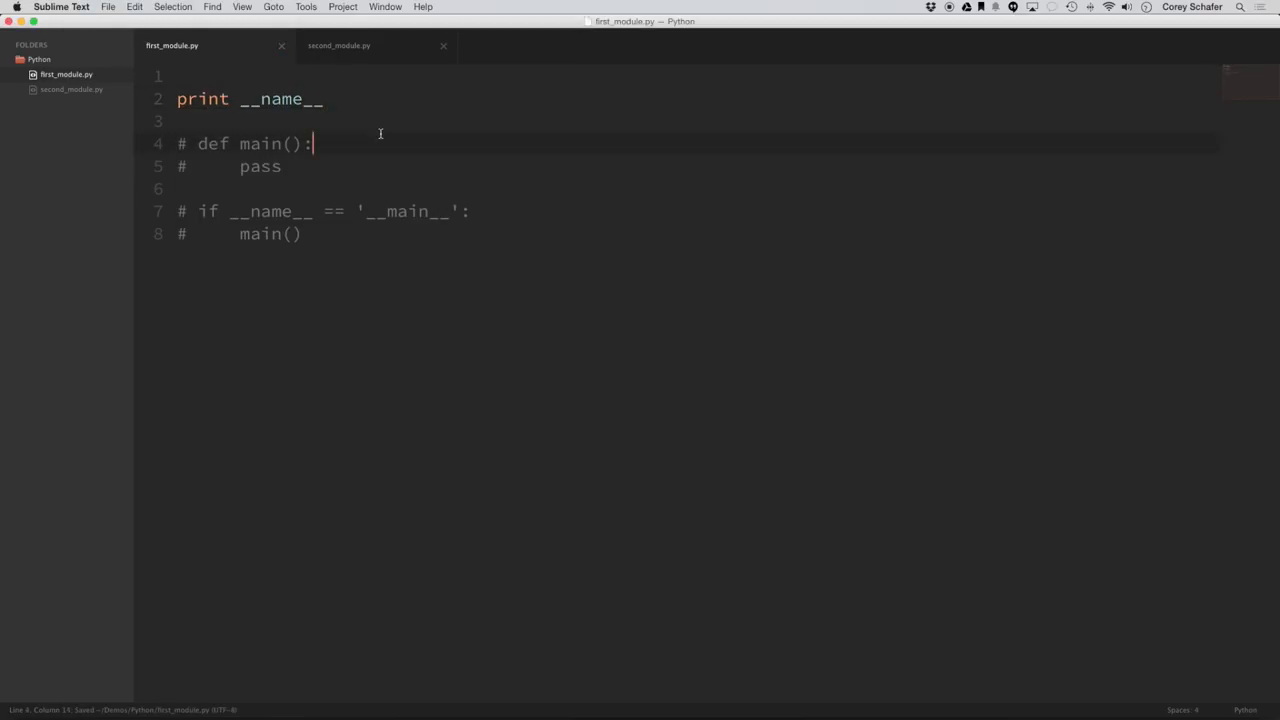 Sublime Text File Edit Selection Find View Goto Tools Project Window Help Corey Schafer
first_module.py — Python
FOLDERS
Python
first_module.py
second_module.py
first_module.py second_module.py
1
2 print __name__
3
4 # def main():
5 #     pass
6
7 # if __name__ == '__main__':
8 #     main()
Line 4, Column 14; Saved ~/Demos/Python/first_module.py (UTF-8) Spaces: 4 Python